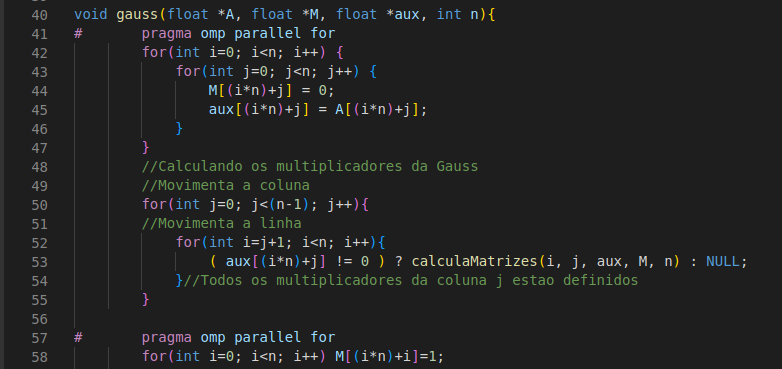 40 void gauss(float *A, float *M, float *aux, int n){
41 #       pragma omp parallel for
42         for(int i=0; i<n; i++) {
43             for(int j=0; j<n; j++) {
44                 M[(i*n)+j] = 0;
45                 aux[(i*n)+j] = A[(i*n)+j];
46             }
47         }
48         //Calculando os multiplicadores da Gauss
49         //Movimenta a coluna
50         for(int j=0; j<(n-1); j++){
51         //Movimenta a linha
52             for(int i=j+1; i<n; i++){
53                 ( aux[(i*n)+j] != 0 ) ? calculaMatrizes(i, j, aux, M, n) : NULL;
54             }//Todos os multiplicadores da coluna j estao definidos
55         }
56
57 #       pragma omp parallel for
58         for(int i=0; i<n; i++) M[(i*n)+i]=1;